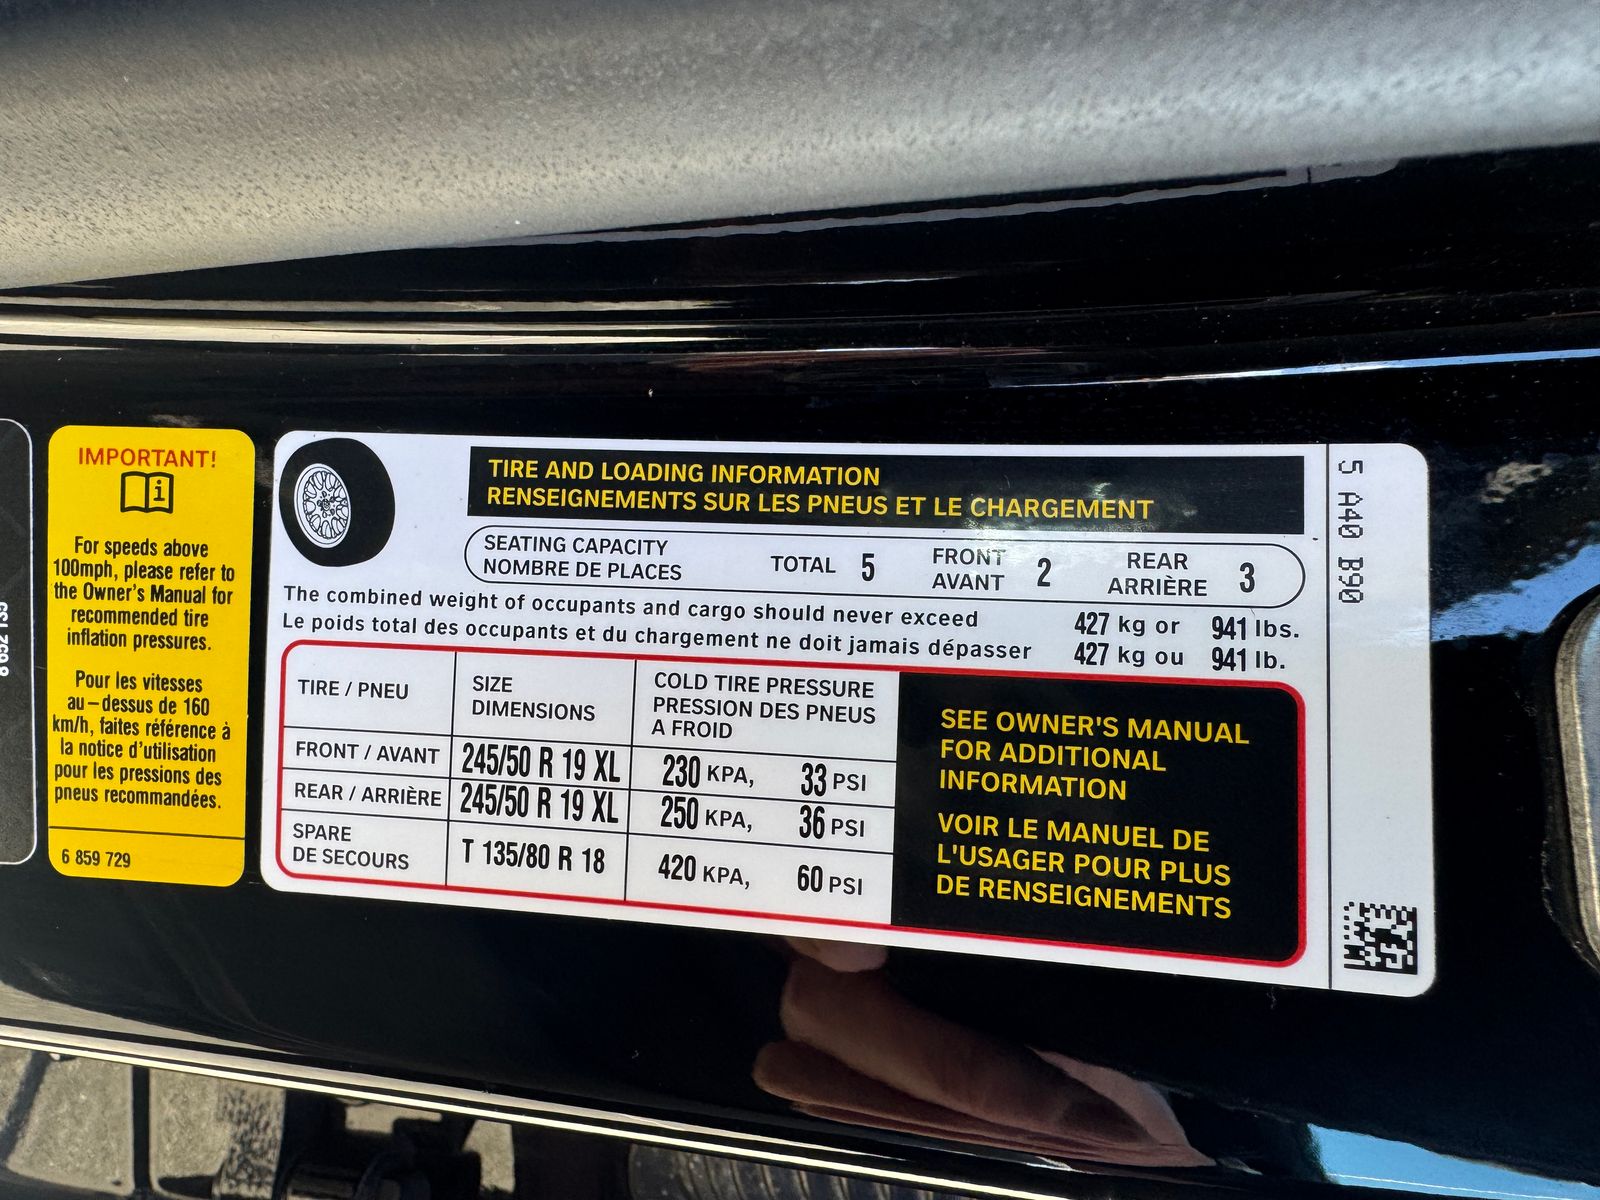 IMPORTANT!
For speeds above
100mph, please refer to
the Owner's Manual for
recommended tire
inflation pressures.
Pour les vitesses
au–dessus de 160
km/h, faites référence à
la notice d'utilisation
pour les pressions des
pneus recommandées.
6 859 729
TIRE AND LOADING INFORMATION
RENSEIGNEMENTS SUR LES PNEUS ET LE CHARGEMENT
SEATING CAPACITY
NOMBRE DE PLACES
TOTAL 5
FRONT
AVANT 2
REAR
ARRIÈRE 3
The combined weight of occupants and cargo should never exceed 427 kg or 941 lbs.
Le poids total des occupants et du chargement ne doit jamais dépasser 427 kg ou 941 lb.
TIRE / PNEU
SIZE
DIMENSIONS
COLD TIRE PRESSURE
PRESSION DES PNEUS
A FROID
FRONT / AVANT 245/50 R 19 XL 230 KPA, 33 PSI
REAR / ARRIÈRE 245/50 R 19 XL 250 KPA, 36 PSI
SPARE
DE SECOURS T 135/80 R 18 420 KPA, 60 PSI
SEE OWNER'S MANUAL
FOR ADDITIONAL
INFORMATION
VOIR LE MANUEL DE
L'USAGER POUR PLUS
DE RENSEIGNEMENTS
5 A40 B90